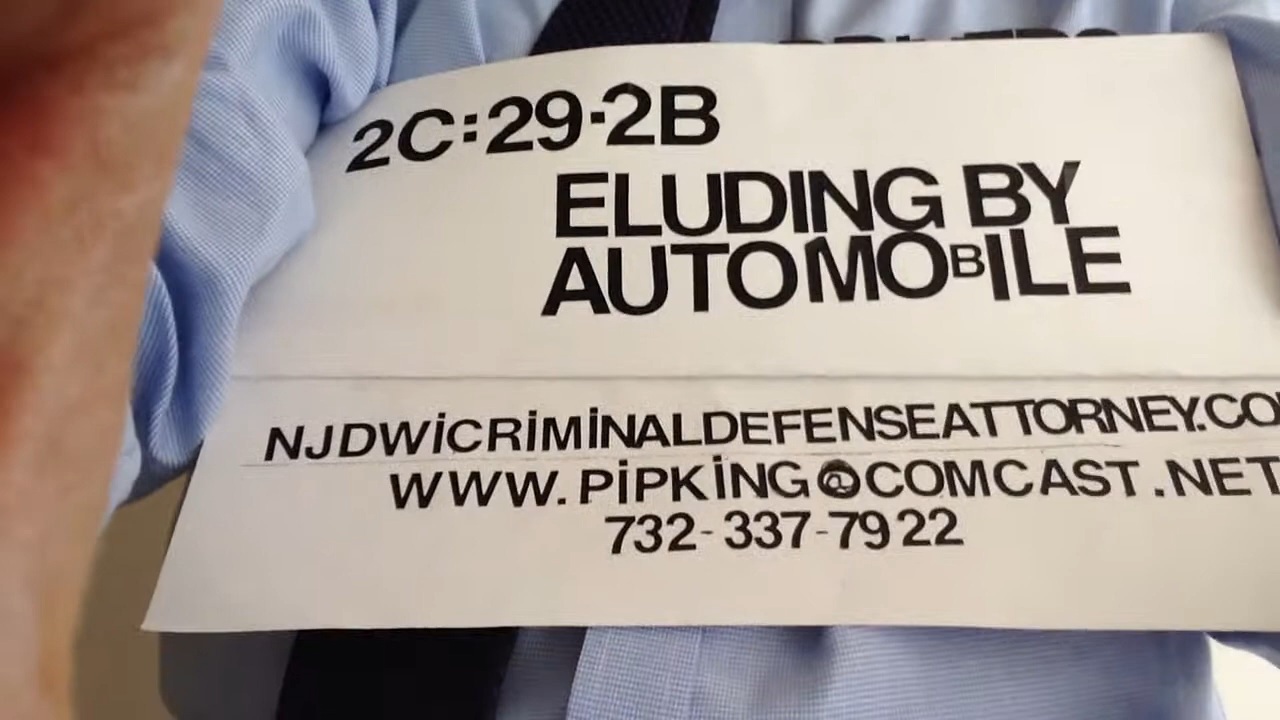 2C:29-2B
ELUDING BY
AUTOMOBILE
NJDWiCRiMiNALDEFENSEATTORNEY.CO
WWW.PiPKiNG@COMCAST.NET
732-337-7922